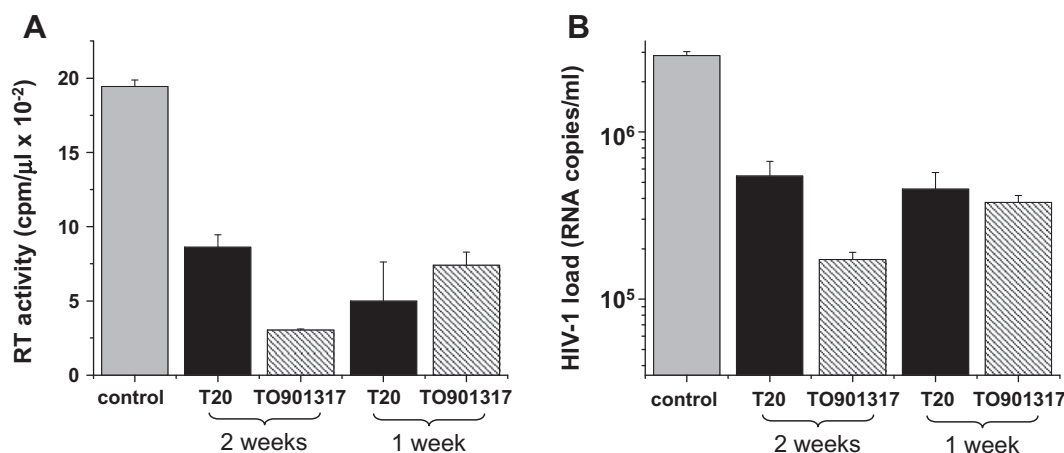 A
RT activity (cpm/μl x 10-2)
20
15
10
5
0
control T20 TO901317 T20 TO901317
2 weeks 1 week
B
HIV-1 load (RNA copies/ml)
10⁶
10⁵
control T20 TO901317 T20 TO901317
2 weeks 1 week